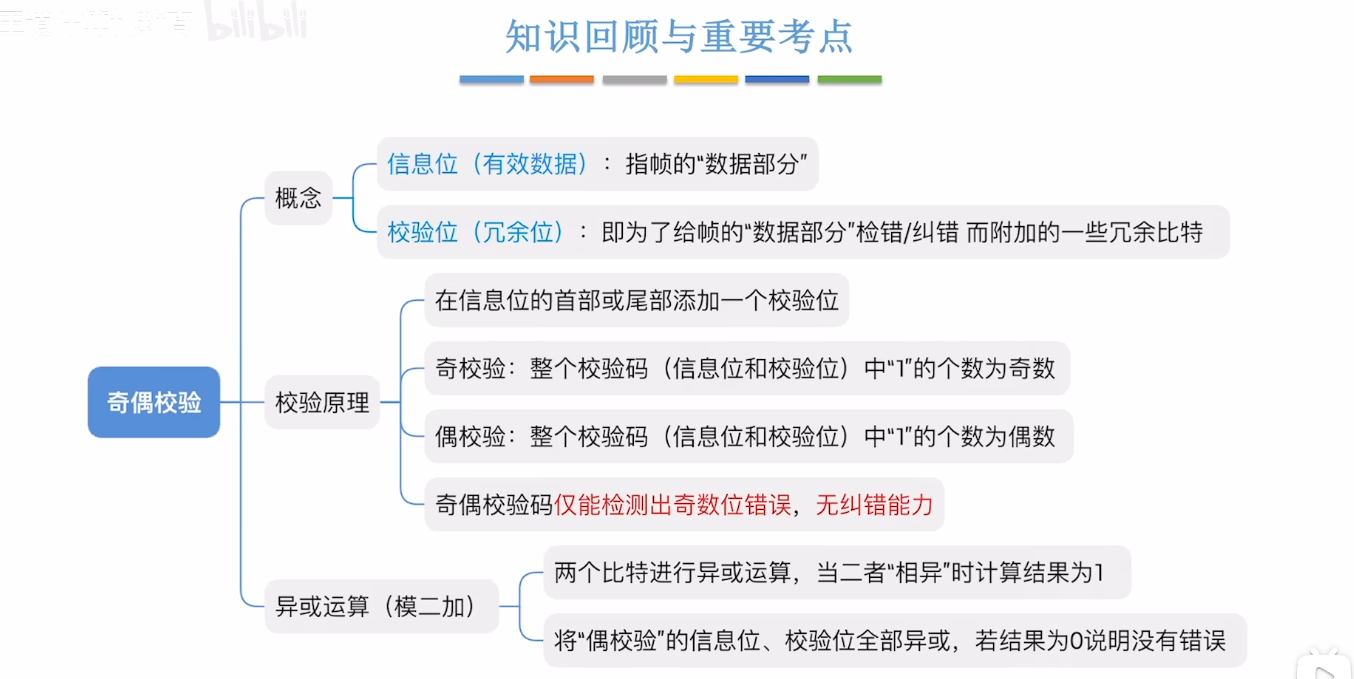 bilibili
知识回顾与重要考点
信息位（有效数据）：指帧的“数据部分”
概念
校验位（冗余位）：即为了给帧的“数据部分”检错/纠错 而附加的一些冗余比特
在信息位的首部或尾部添加一个校验位
奇校验：整个校验码（信息位和校验位）中“1”的个数为奇数
奇偶校验
校验原理
偶校验：整个校验码（信息位和校验位）中“1”的个数为偶数
奇偶校验码仅能检测出奇数位错误，无纠错能力
两个比特进行异或运算，当二者“相异”时计算结果为1
异或运算（模二加）
将“偶校验”的信息位、校验位全部异或，若结果为0说明没有错误